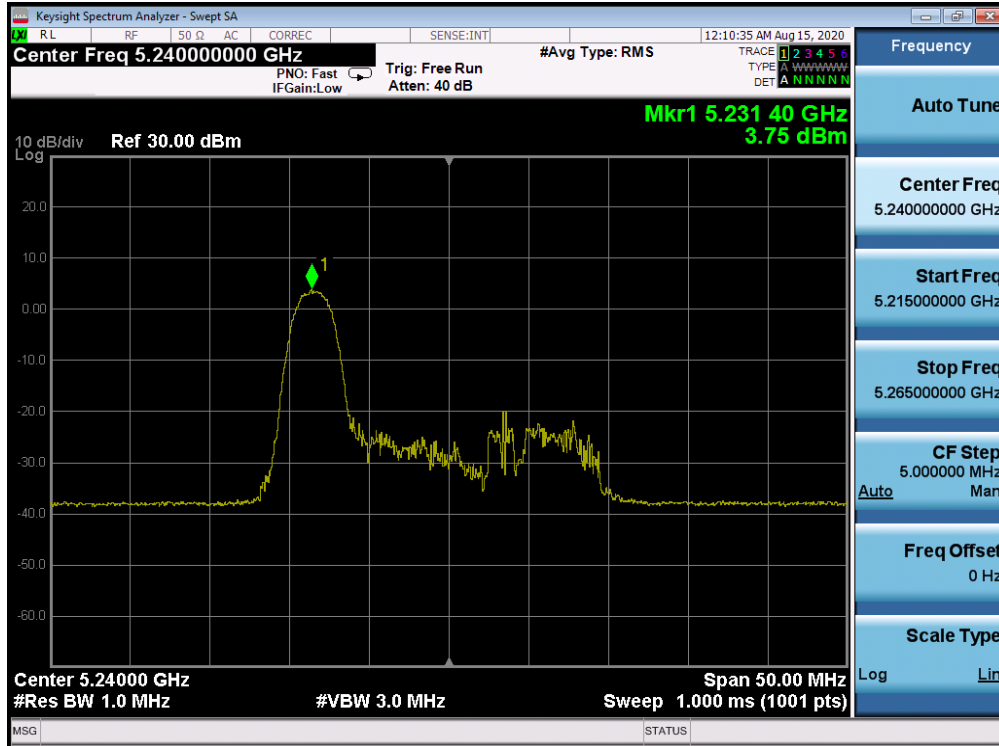 Keysight Spectrum Analyzer - Swept SA
LXI RL RF 50 Ω AC CORREC SENSE:INT 12:10:35 AM Aug 15, 2020
Center Freq 5.240000000 GHz
PNO: Fast
IFGain:Low
Trig: Free Run
Atten: 40 dB
#Avg Type: RMS
TRACE 1 2 3 4 5 6
TYPE A WWWWW
DET A N N N N N
Mkr1 5.231 40 GHz
3.75 dBm
10 dB/div Ref 30.00 dBm
Log
20.0
10.0
1
0.00
-10.0
-20.0
-30.0
-40.0
-50.0
-60.0
Center 5.24000 GHz Span 50.00 MHz
#Res BW 1.0 MHz #VBW 3.0 MHz Sweep 1.000 ms (1001 pts)
MSG STATUS
Frequency
Auto Tune
Center Freq
5.240000000 GHz
Start Freq
5.215000000 GHz
Stop Freq
5.265000000 GHz
CF Step
5.000000 MHz
Auto Man
Freq Offset
0 Hz
Scale Type
Log Lin